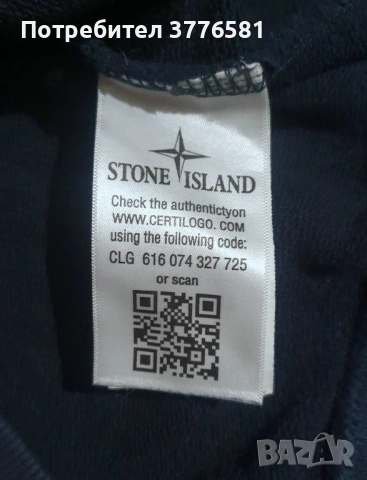 Потребител 3776581
STONE ISLAND
Check the authentictyon
WWW.CERTILOGO. COM
using the following code:
CLG 616 074 327 725
or scan
BAZAR